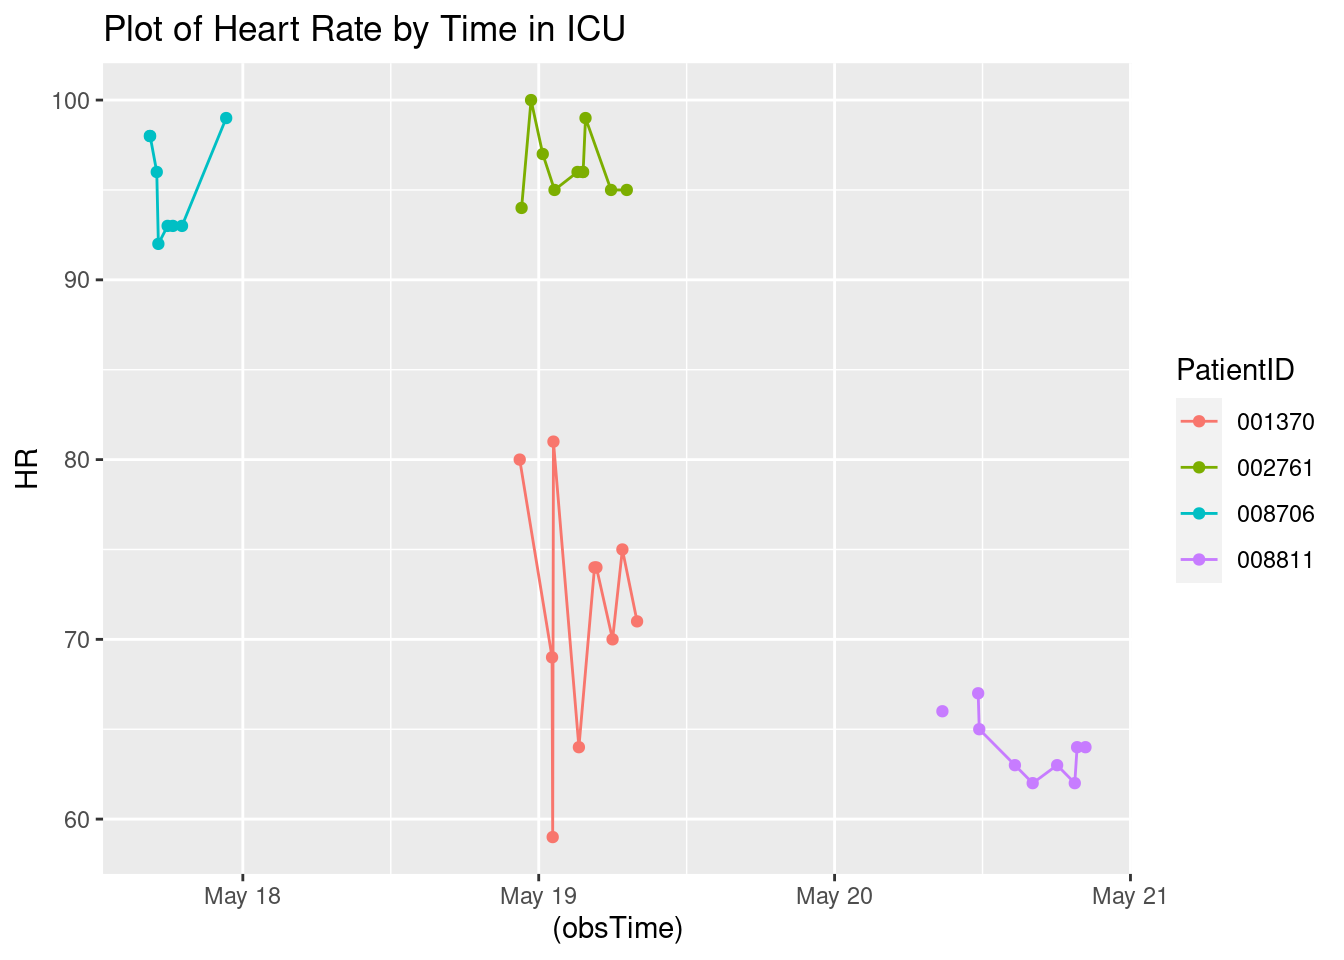 Plot of Heart Rate by Time in ICU
100
90
80
70
60
HR
May 18
May 19
May 20
May 21
(obsTime)
PatientID
001370
002761
008706
008811